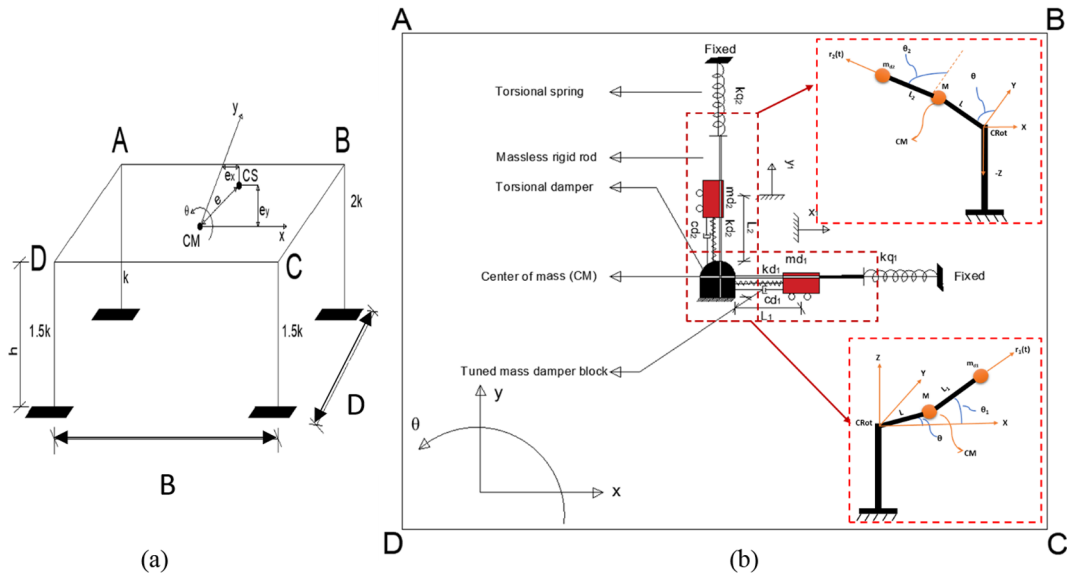 y
A
B
ex
CS
e
ey
θ
CM
x
2k
D
C
k
1.5k
1.5k
h
D
B
(a)
A
B
Fixed
Torsional spring
kq2
Massless rigid rod
y1
Torsional damper
md2
cd2
kd2
L2
x
md1
kq1
Center of mass (CM)
kd1
Fixed
cd1
L1
Tuned mass damper block
y
θ
x
D
C
(b)
θ2
r2(t)
md2
M
θ
Y
L2
L
CRot
X
CM
-Z
r1(t)
Z
md1
Y
L1
M
L
θ1
CRot
X
θ
CM